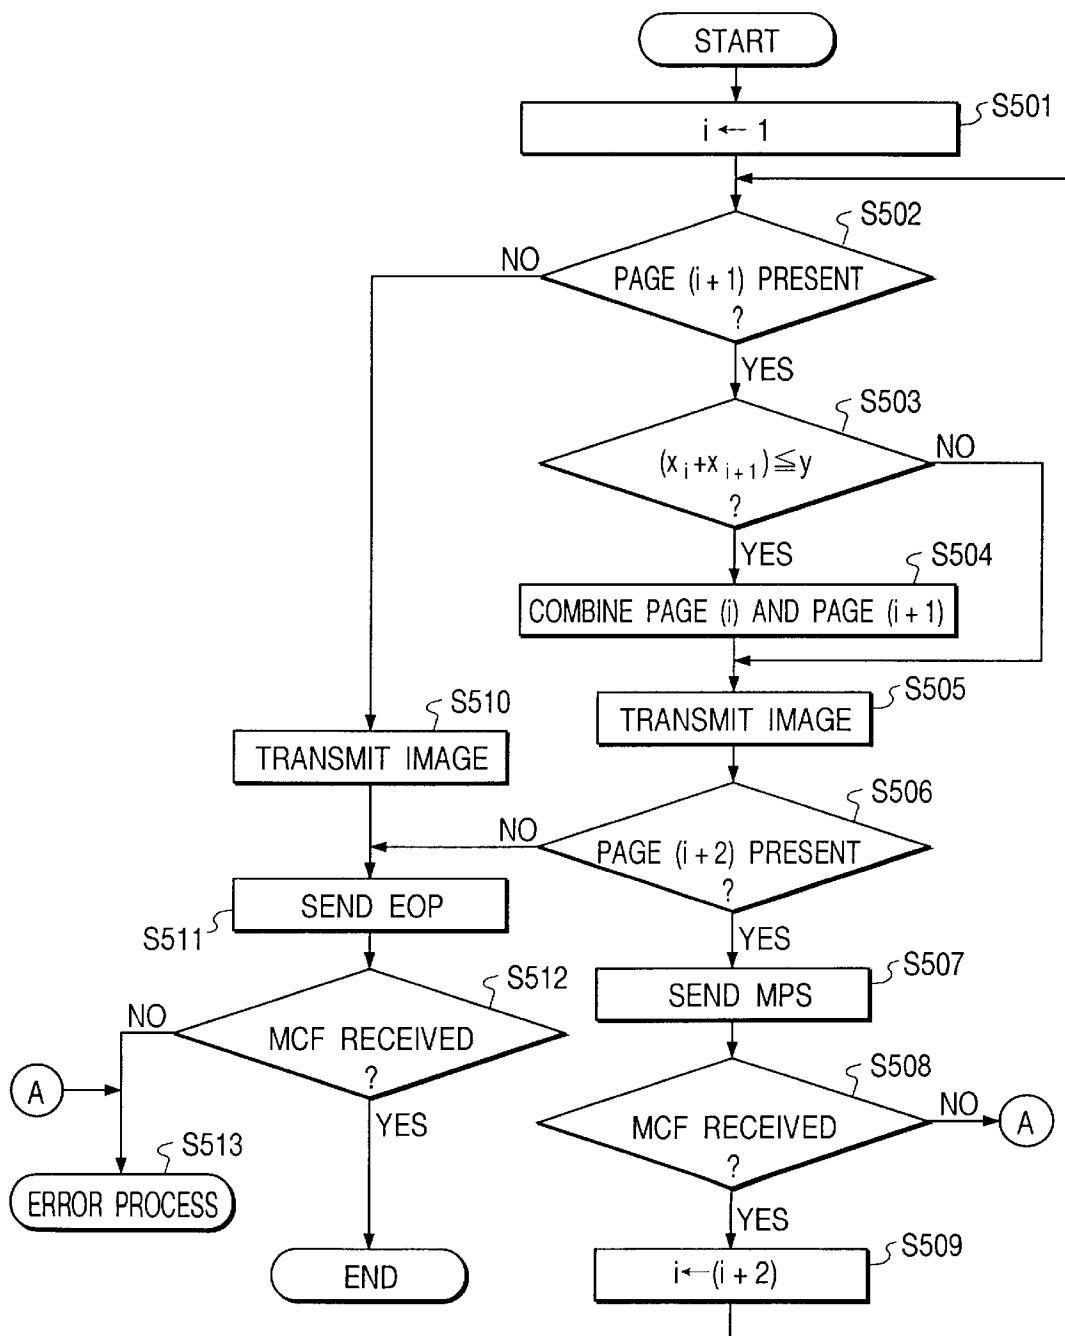 START
S501
i ← 1
S502
NO
PAGE (i + 1) PRESENT
?
YES
S503
NO
(x i + x i + 1) ≦ y
?
YES
S504
COMBINE PAGE (i) AND PAGE (i + 1)
S505
S510
TRANSMIT IMAGE
TRANSMIT IMAGE
S506
NO
PAGE (i + 2) PRESENT
?
SEND EOP
S511
YES
S507
S512
SEND MPS
NO
MCF RECEIVED
?
S508
A
NO
A
YES
MCF RECEIVED
?
S513
ERROR PROCESS
YES
S509
END
i ← (i + 2)